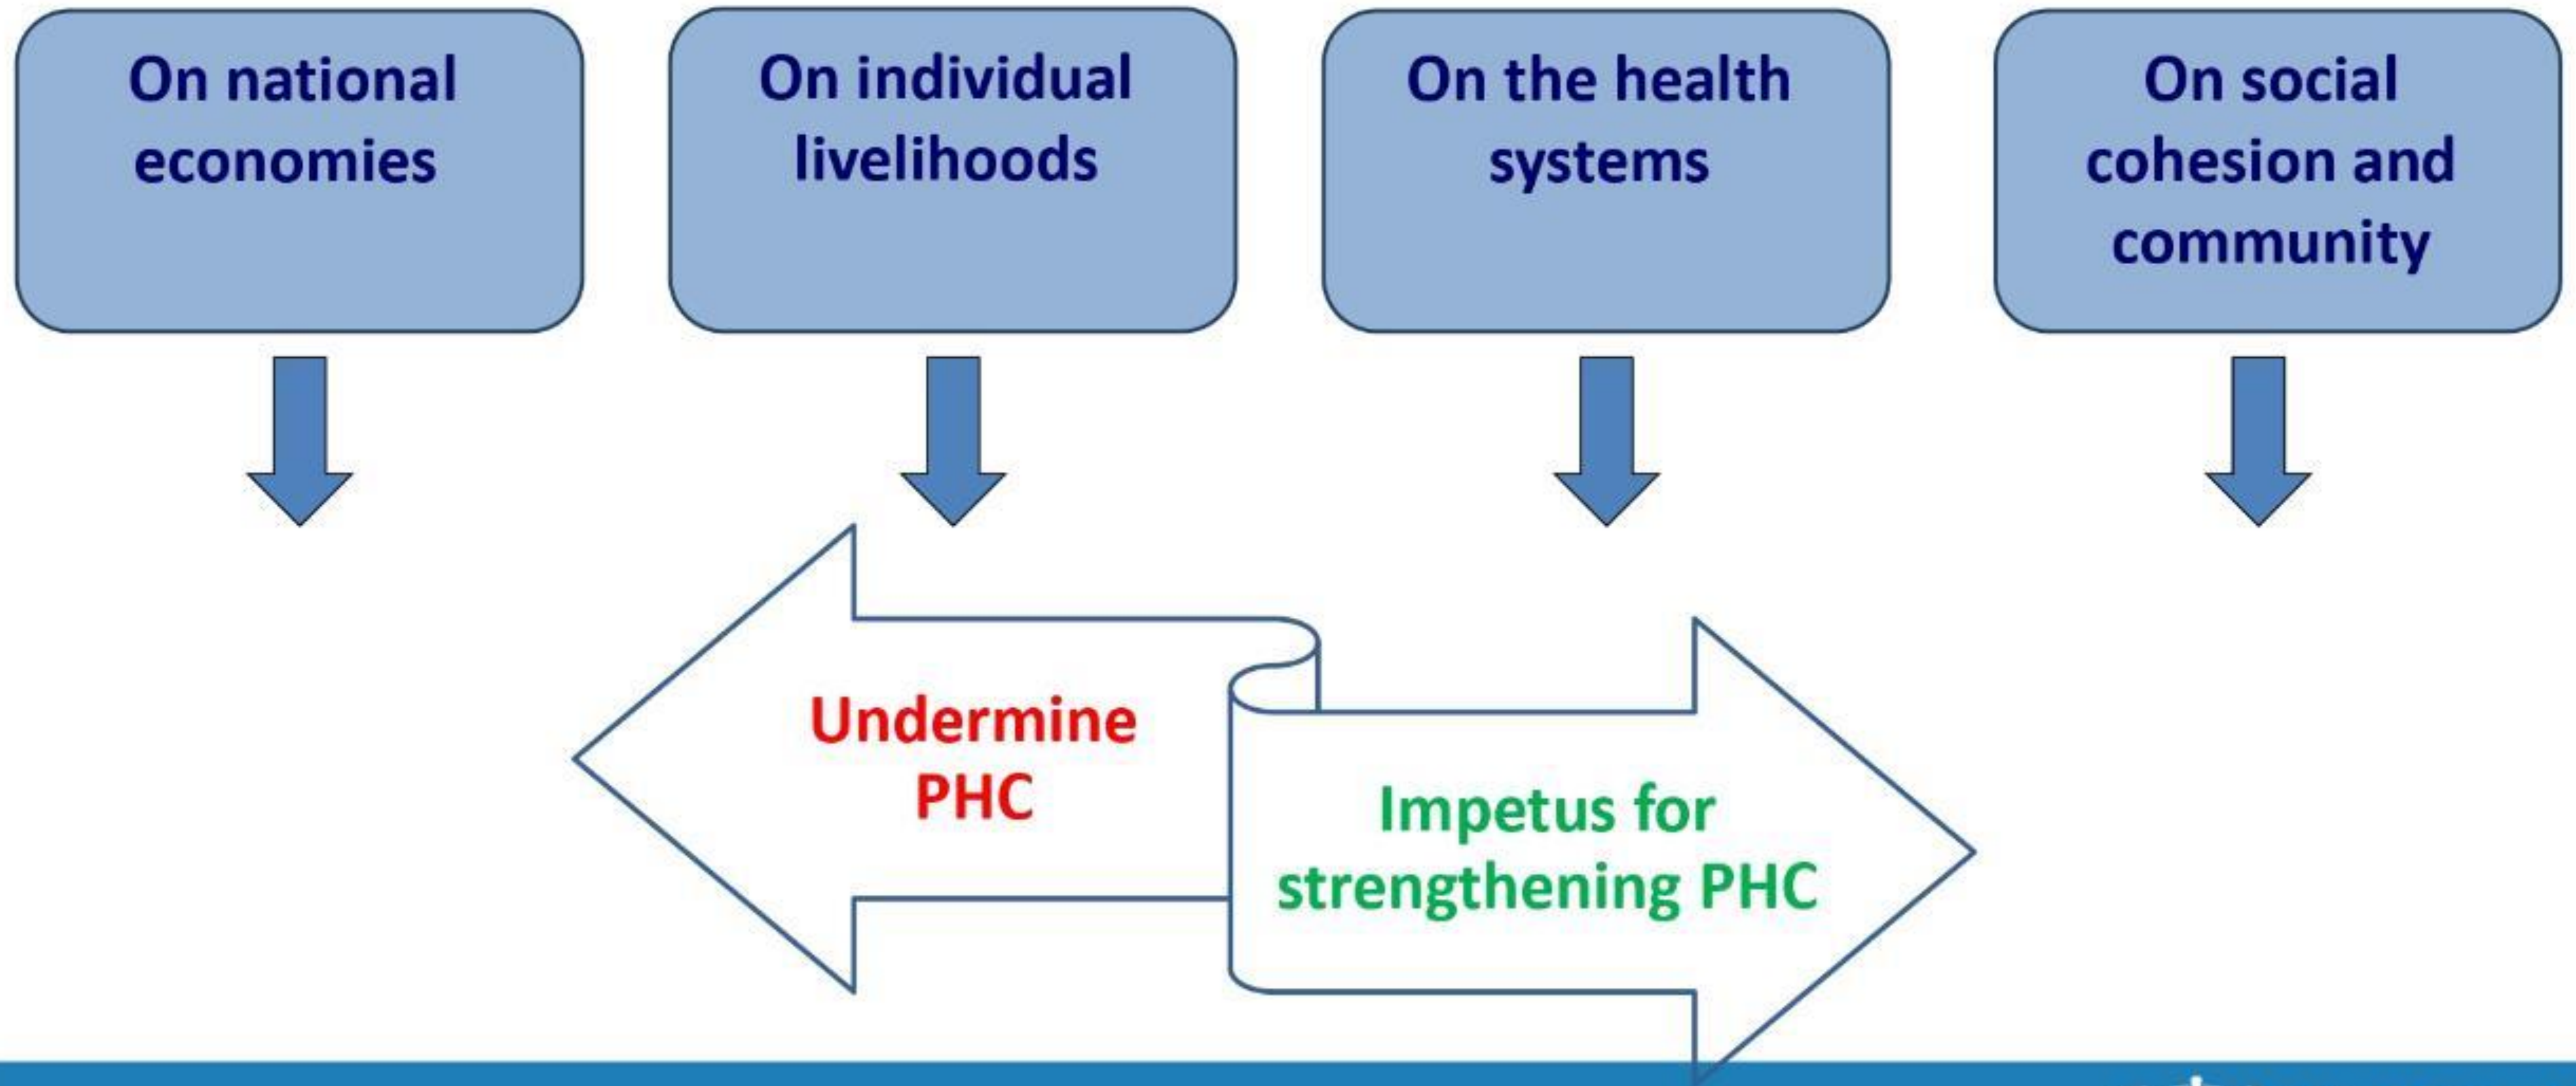 On national
economies
On individual
livelihoods
On the health
systems
On social
cohesion and
community
Undermine
PHC
Impetus for
strengthening PHC